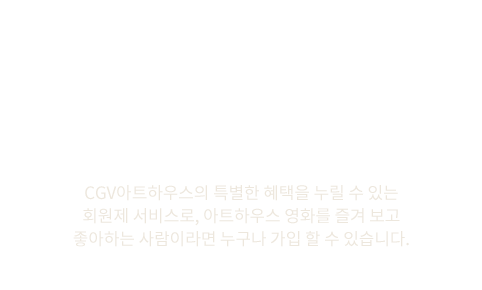 CGV아트하우스의 특별한 혜택을 누릴 수 있는
회원제 서비스로, 아트하우스 영화를 즐겨 보고
좋아하는 사람이라면 누구나 가입 할 수 있습니다.